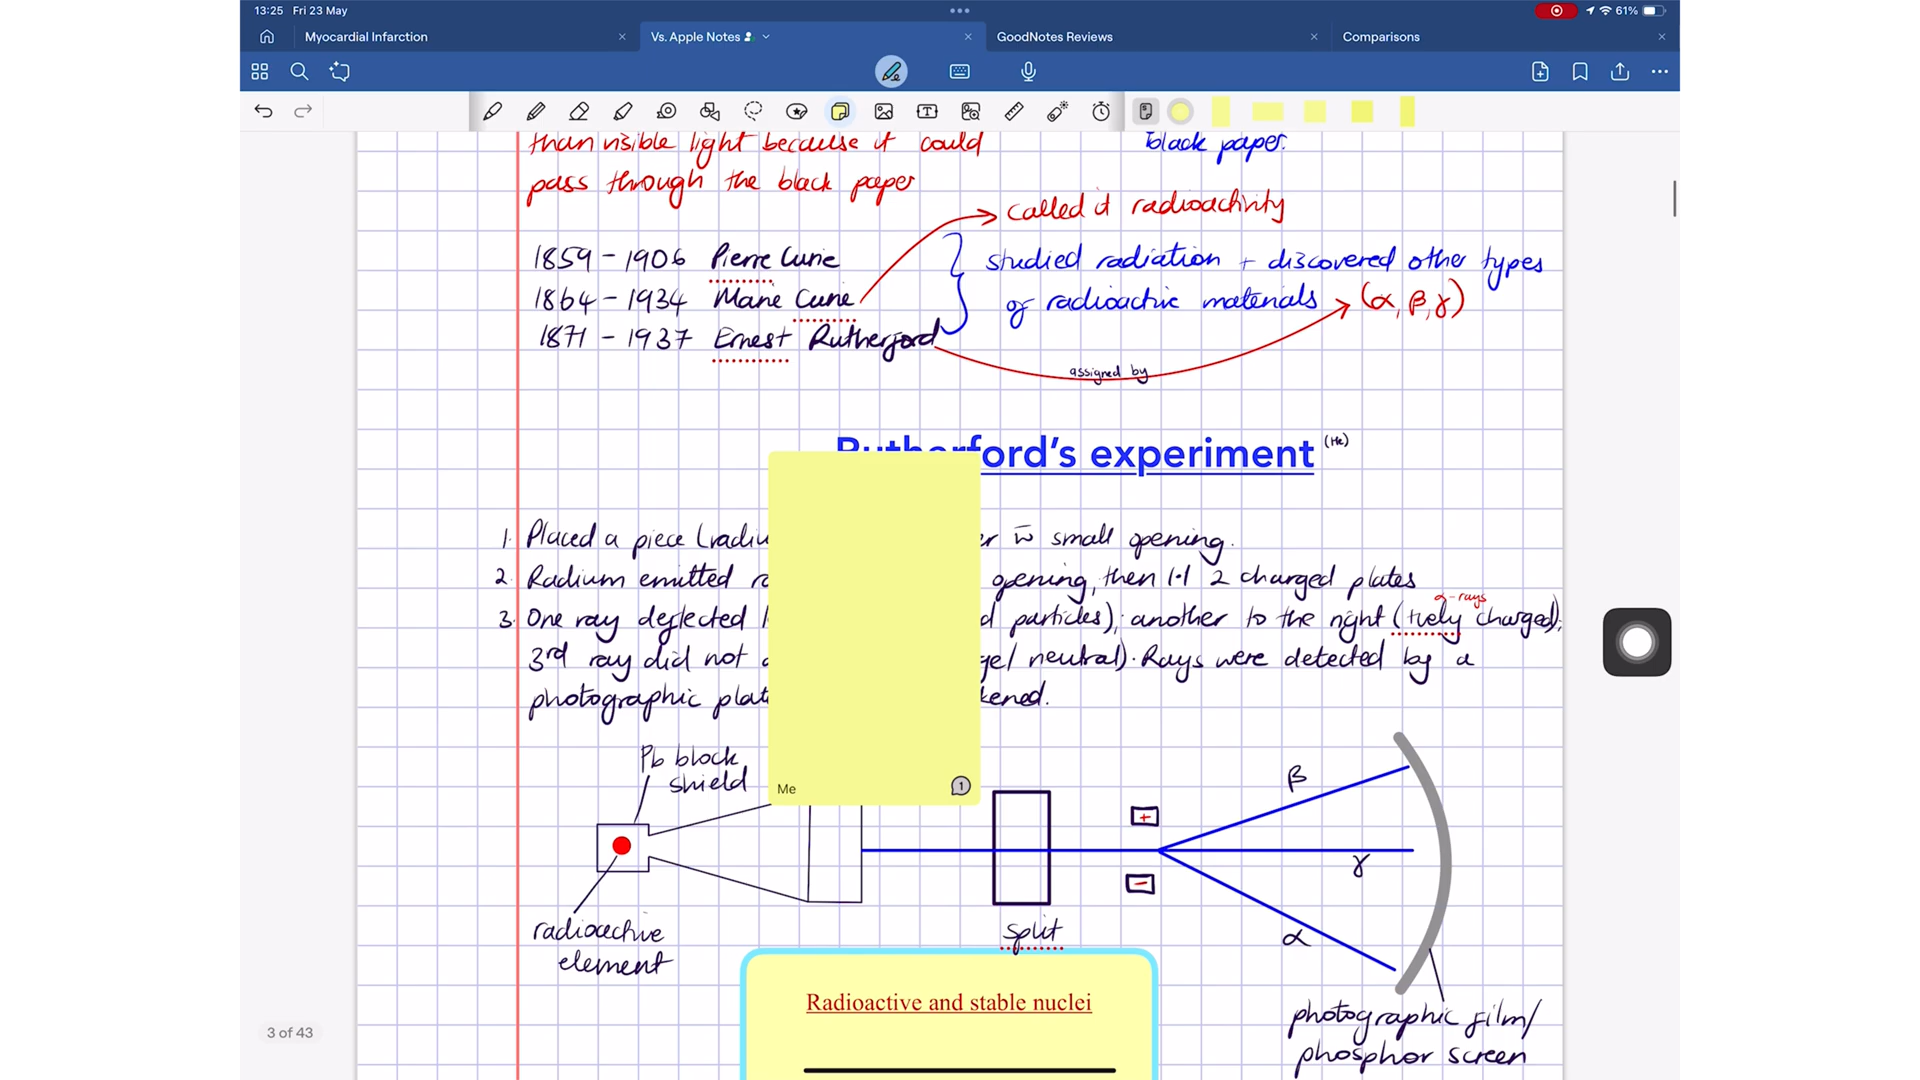 13:25 Fri 23 May
61%
Myocardial Infarction
Vs. Apple Notes
GoodNotes Reviews
Comparisons
than visible light because it could
pass through the black paper
black paper.
called it radioactivity
1859 - 1906 Pierre Curie
1864 - 1934 Marie Curie
1871 - 1937 Ernest Rutherford
studied radiation + discovered other types
of radioactive materials (α, β, γ)
assigned by
Rutherford's experiment (He)
1. Placed a piece (radiu er w̄ small opening.
2. Radium emitted ra opening, then 2 charged plates
α-rays
3. One ray deflected d particles); another to the right (+vely charged);
3rd ray did not ge/ neutral). Rays were detected by a
photographic plat kened.
Me
1
Pb block
shield
radioactive
element
split
+
-
β
γ
α
photographic film/
phosphor screen
Radioactive and stable nuclei
3 of 43